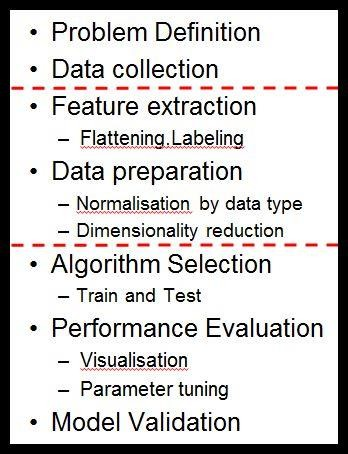 • Problem Definition
• Data collection
• Feature extraction
– Flattening,Labeling
• Data preparation
– Normalisation by data type
– Dimensionality reduction
• Algorithm Selection
– Train and Test
• Performance Evaluation
– Visualisation
– Parameter tuning
• Model Validation